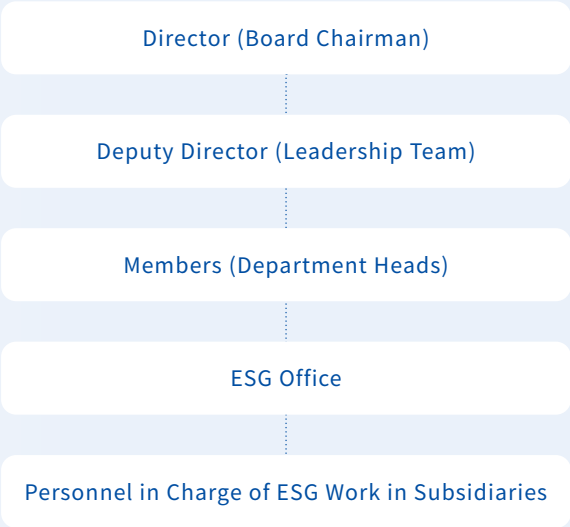 Director (Board Chairman)
Deputy Director (Leadership Team)
Members (Department Heads)
ESG Office
Personnel in Charge of ESG Work in Subsidiaries